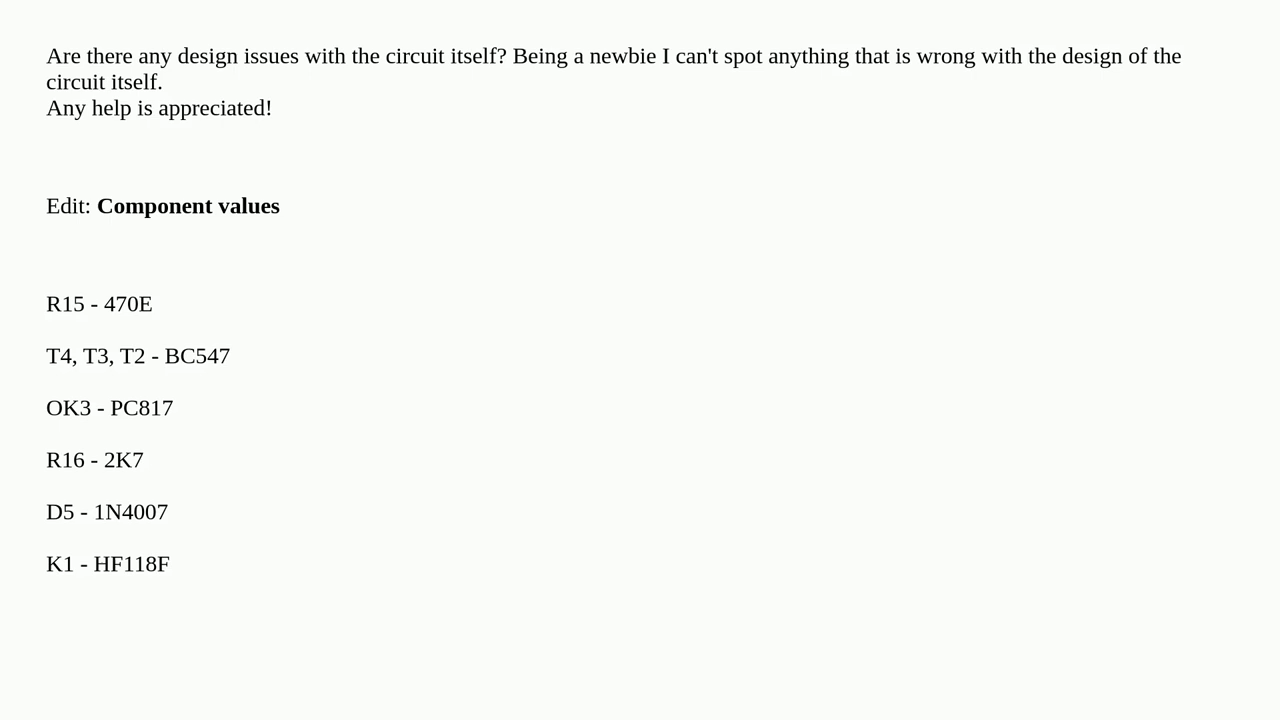 Are there any design issues with the circuit itself? Being a newbie I can't spot anything that is wrong with the design of the
circuit itself.
Any help is appreciated!
Edit: Component values
R15 - 470E
T4, T3, T2 - BC547
OK3 - PC817
R16 - 2K7
D5 - 1N4007
K1 - HF118F